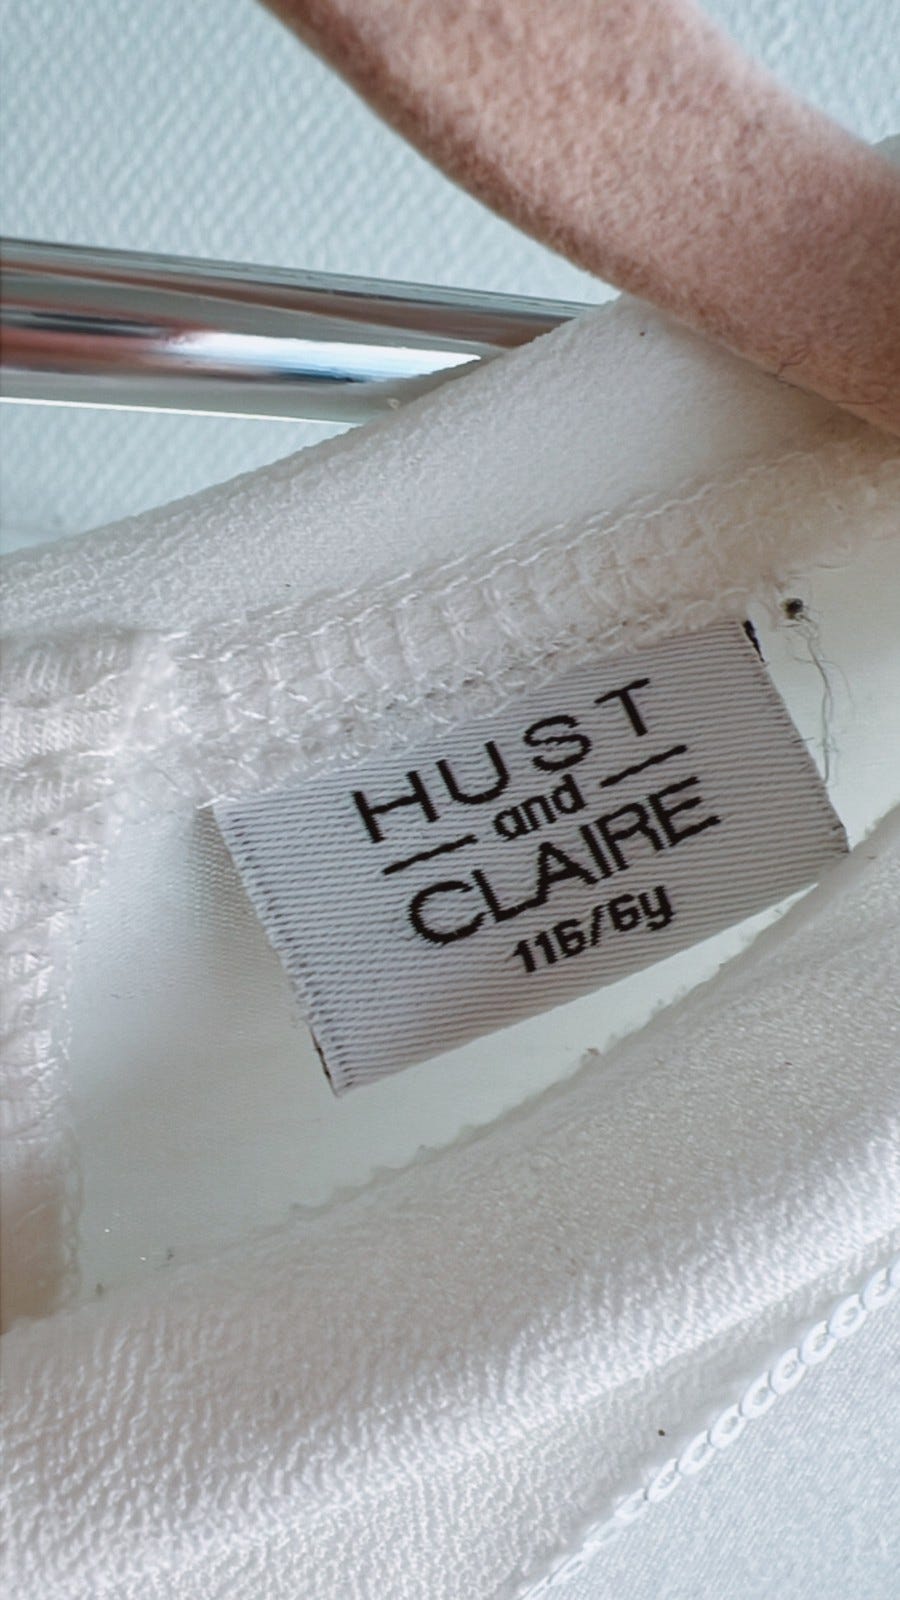 HUST
and
CLAIRE
116/6y